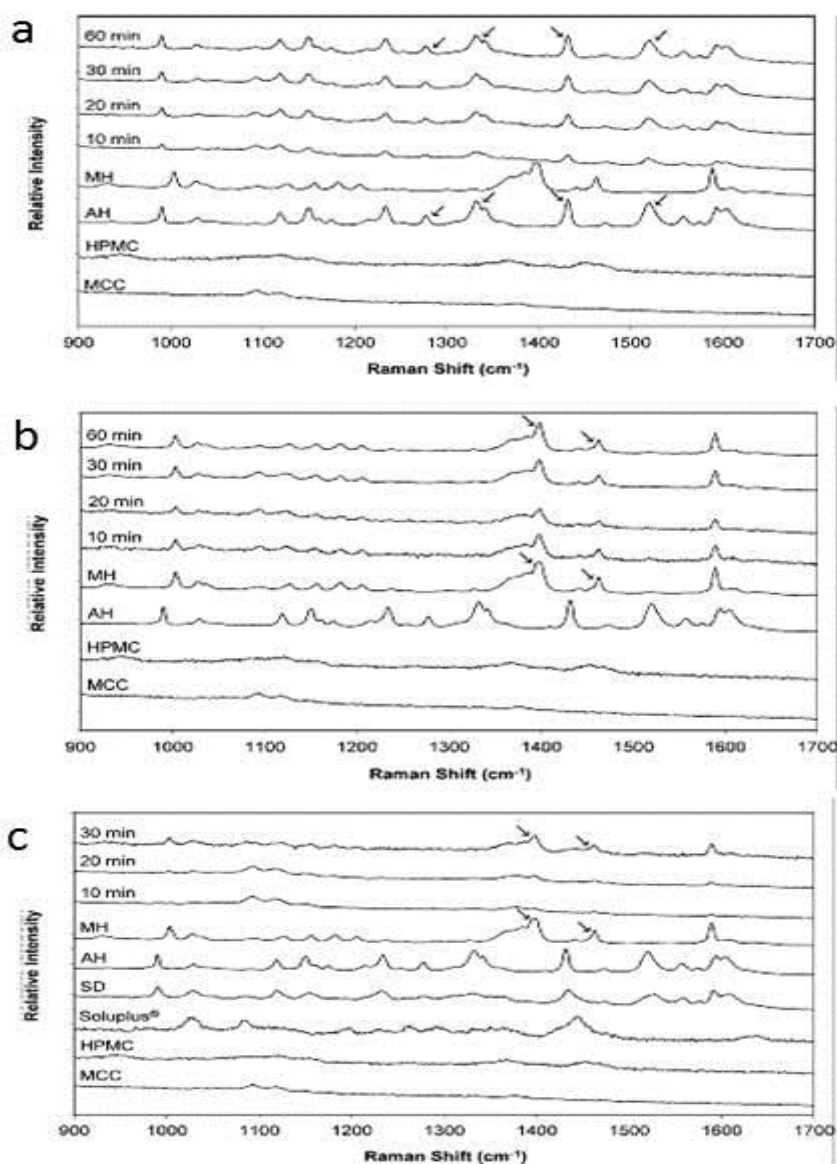 a
60 min
30 min
20 min
10 min
MH
AH
HPMC
MCC
Relative Intensity
900 1000 1100 1200 1300 1400 1500 1600 1700
Raman Shift (cm⁻¹)
b
60 min
30 min
20 min
10 min
MH
AH
HPMC
MCC
Relative Intensity
900 1000 1100 1200 1300 1400 1500 1600 1700
Raman Shift (cm⁻¹)
c
30 min
20 min
10 min
MH
AH
SD
Soluplus®
HPMC
MCC
Relative Intensity
900 1000 1100 1200 1300 1400 1500 1600 1700
Raman Shift (cm⁻¹)